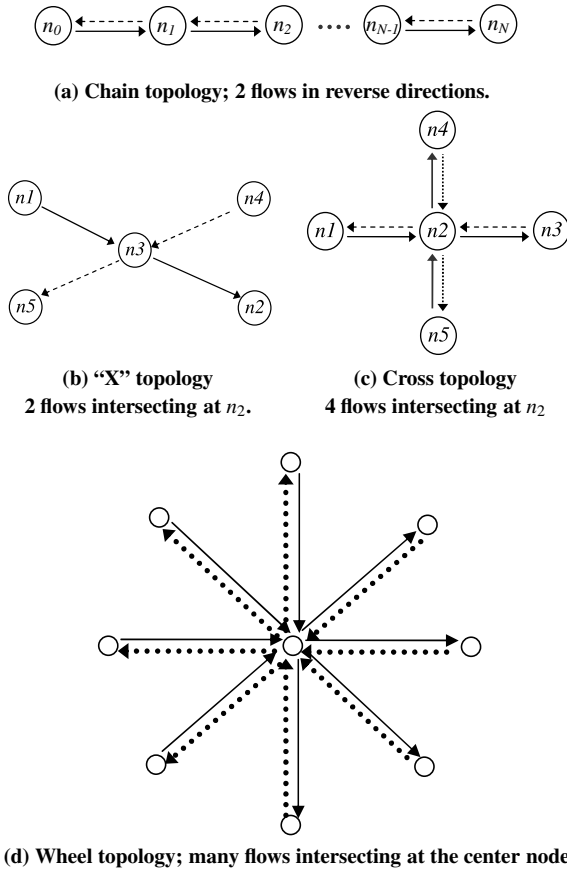 n0 n1 n2 .... nN-1 nN
(a) Chain topology; 2 flows in reverse directions.
n4
n1 n4
n1 n2 n3
n3
n5 n2
n5
(b) “X” topology
2 flows intersecting at n2.
(c) Cross topology
4 flows intersecting at n2
(d) Wheel topology; many flows intersecting at the center node